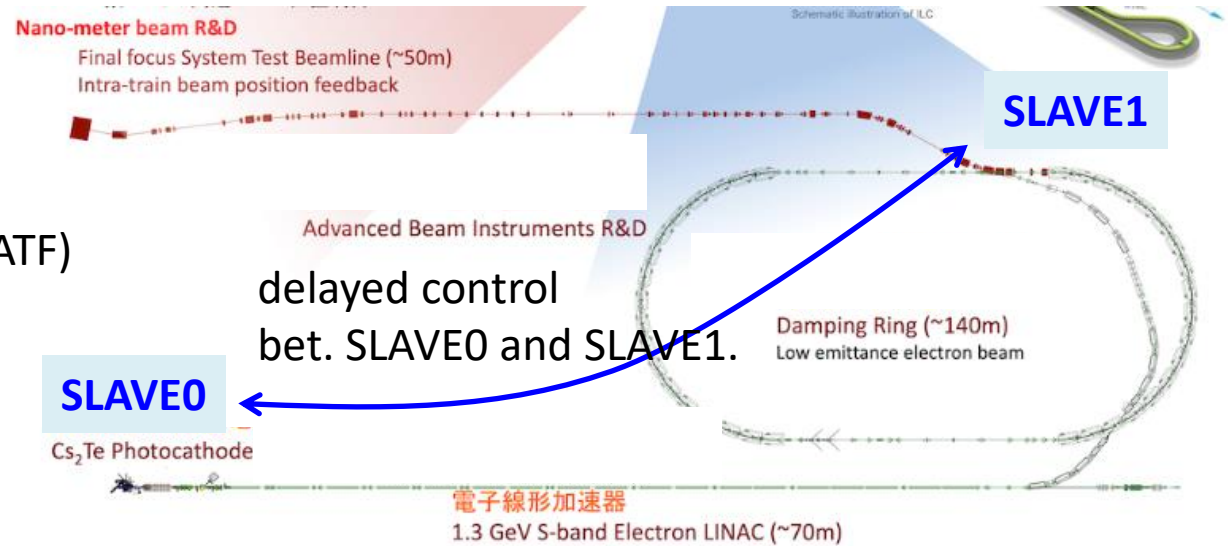 Schematic illustration of ILC
Nano-meter beam R&D
Final focus System Test Beamline (~50m)
Intra-train beam position feedback
SLAVE1
Advanced Beam Instruments R&D
ATF)
delayed control
bet. SLAVE0 and SLAVE1.
Damping Ring (~140m)
Low emittance electron beam
SLAVE0
Cs₂Te Photocathode
電子線形加速器
1.3 GeV S-band Electron LINAC (~70m)